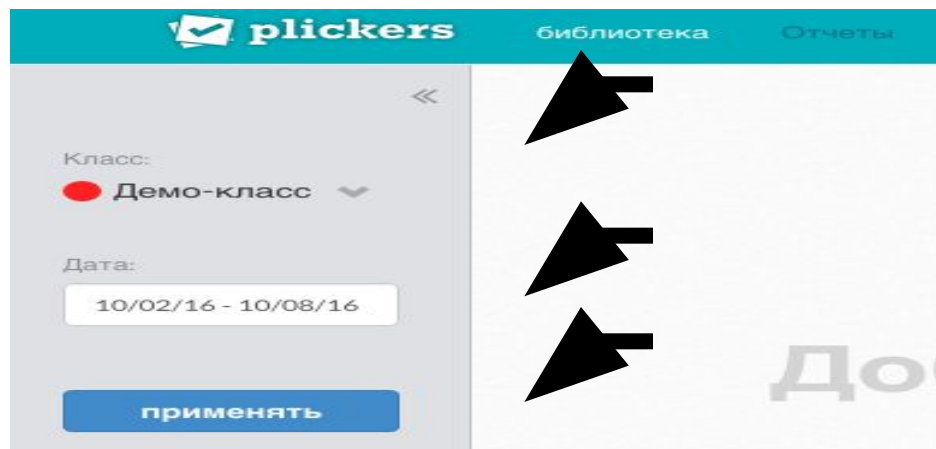 plickers библиотека Отчеты
Класс:
Демо-класс
Дата:
10/02/16 - 10/08/16
применять